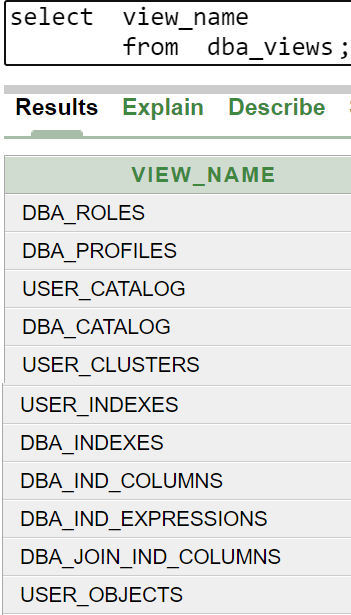 select view_name
from dba_views;
Results Explain Describe
VIEW_NAME
DBA_ROLES
DBA_PROFILES
USER_CATALOG
DBA_CATALOG
USER_CLUSTERS
USER_INDEXES
DBA_INDEXES
DBA_IND_COLUMNS
DBA_IND_EXPRESSIONS
DBA_JOIN_IND_COLUMNS
USER_OBJECTS